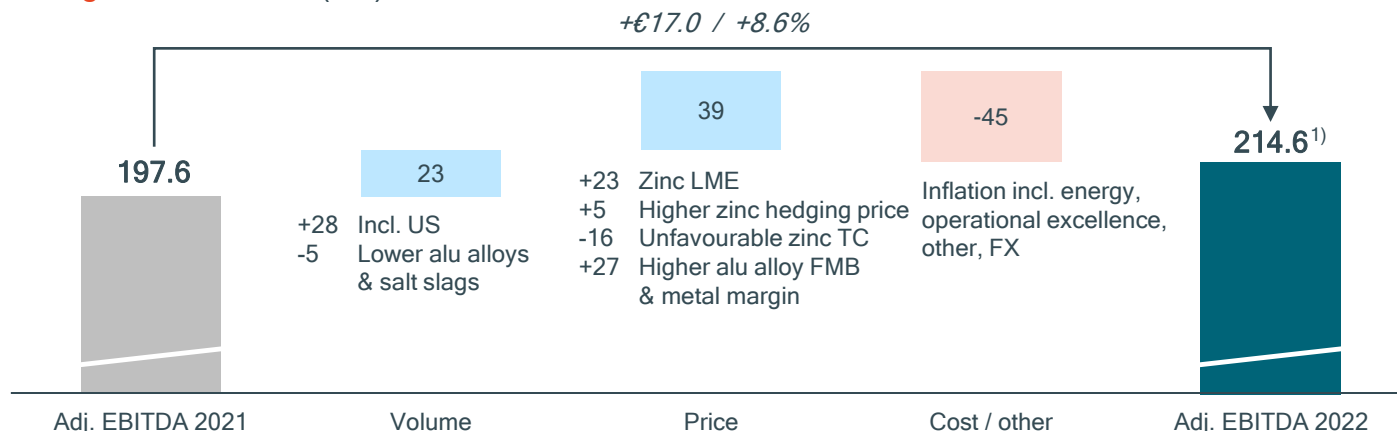 +€17.0 / +8.6%
197.6
23
+28 Incl. US
-5 Lower alu alloys
& salt slags
39
+23 Zinc LME
+5 Higher zinc hedging price
-16 Unfavourable zinc TC
+27 Higher alu alloy FMB
& metal margin
-45
Inflation incl. energy,
operational excellence,
other, FX
214.6¹⁾
Adj. EBITDA 2021
Volume
Price
Cost / other
Adj. EBITDA 2022